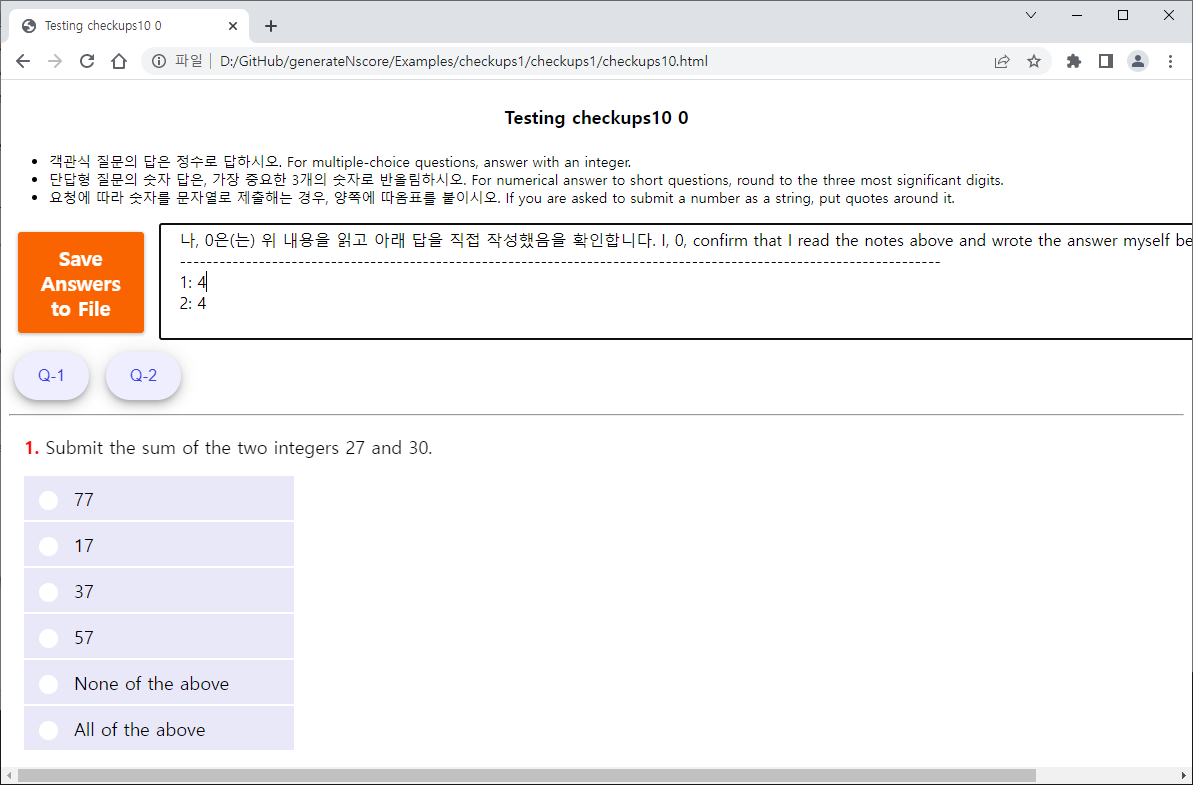 Testing checkups10 0
파일 D:/GitHub/generateNscore/Examples/checkups1/checkups1/checkups10.html
Testing checkups10 0
• 객관식 질문의 답은 정수로 답하시오. For multiple-choice questions, answer with an integer.
• 단답형 질문의 숫자 답은, 가장 중요한 3개의 숫자로 반올림하시오. For numerical answer to short questions, round to the three most significant digits.
• 요청에 따라 숫자를 문자열로 제출해는 경우, 양쪽에 따옴표를 붙이시오. If you are asked to submit a number as a string, put quotes around it.
Save
Answers
to File
나, 0은(는) 위 내용을 읽고 아래 답을 직접 작성했음을 확인합니다. I, 0, confirm that I read the notes above and wrote the answer myself be
--------------------------------------------------------------------------------------------------------------------
1: 4
2: 4
Q-1 Q-2
1. Submit the sum of the two integers 27 and 30.
77
17
37
57
None of the above
All of the above